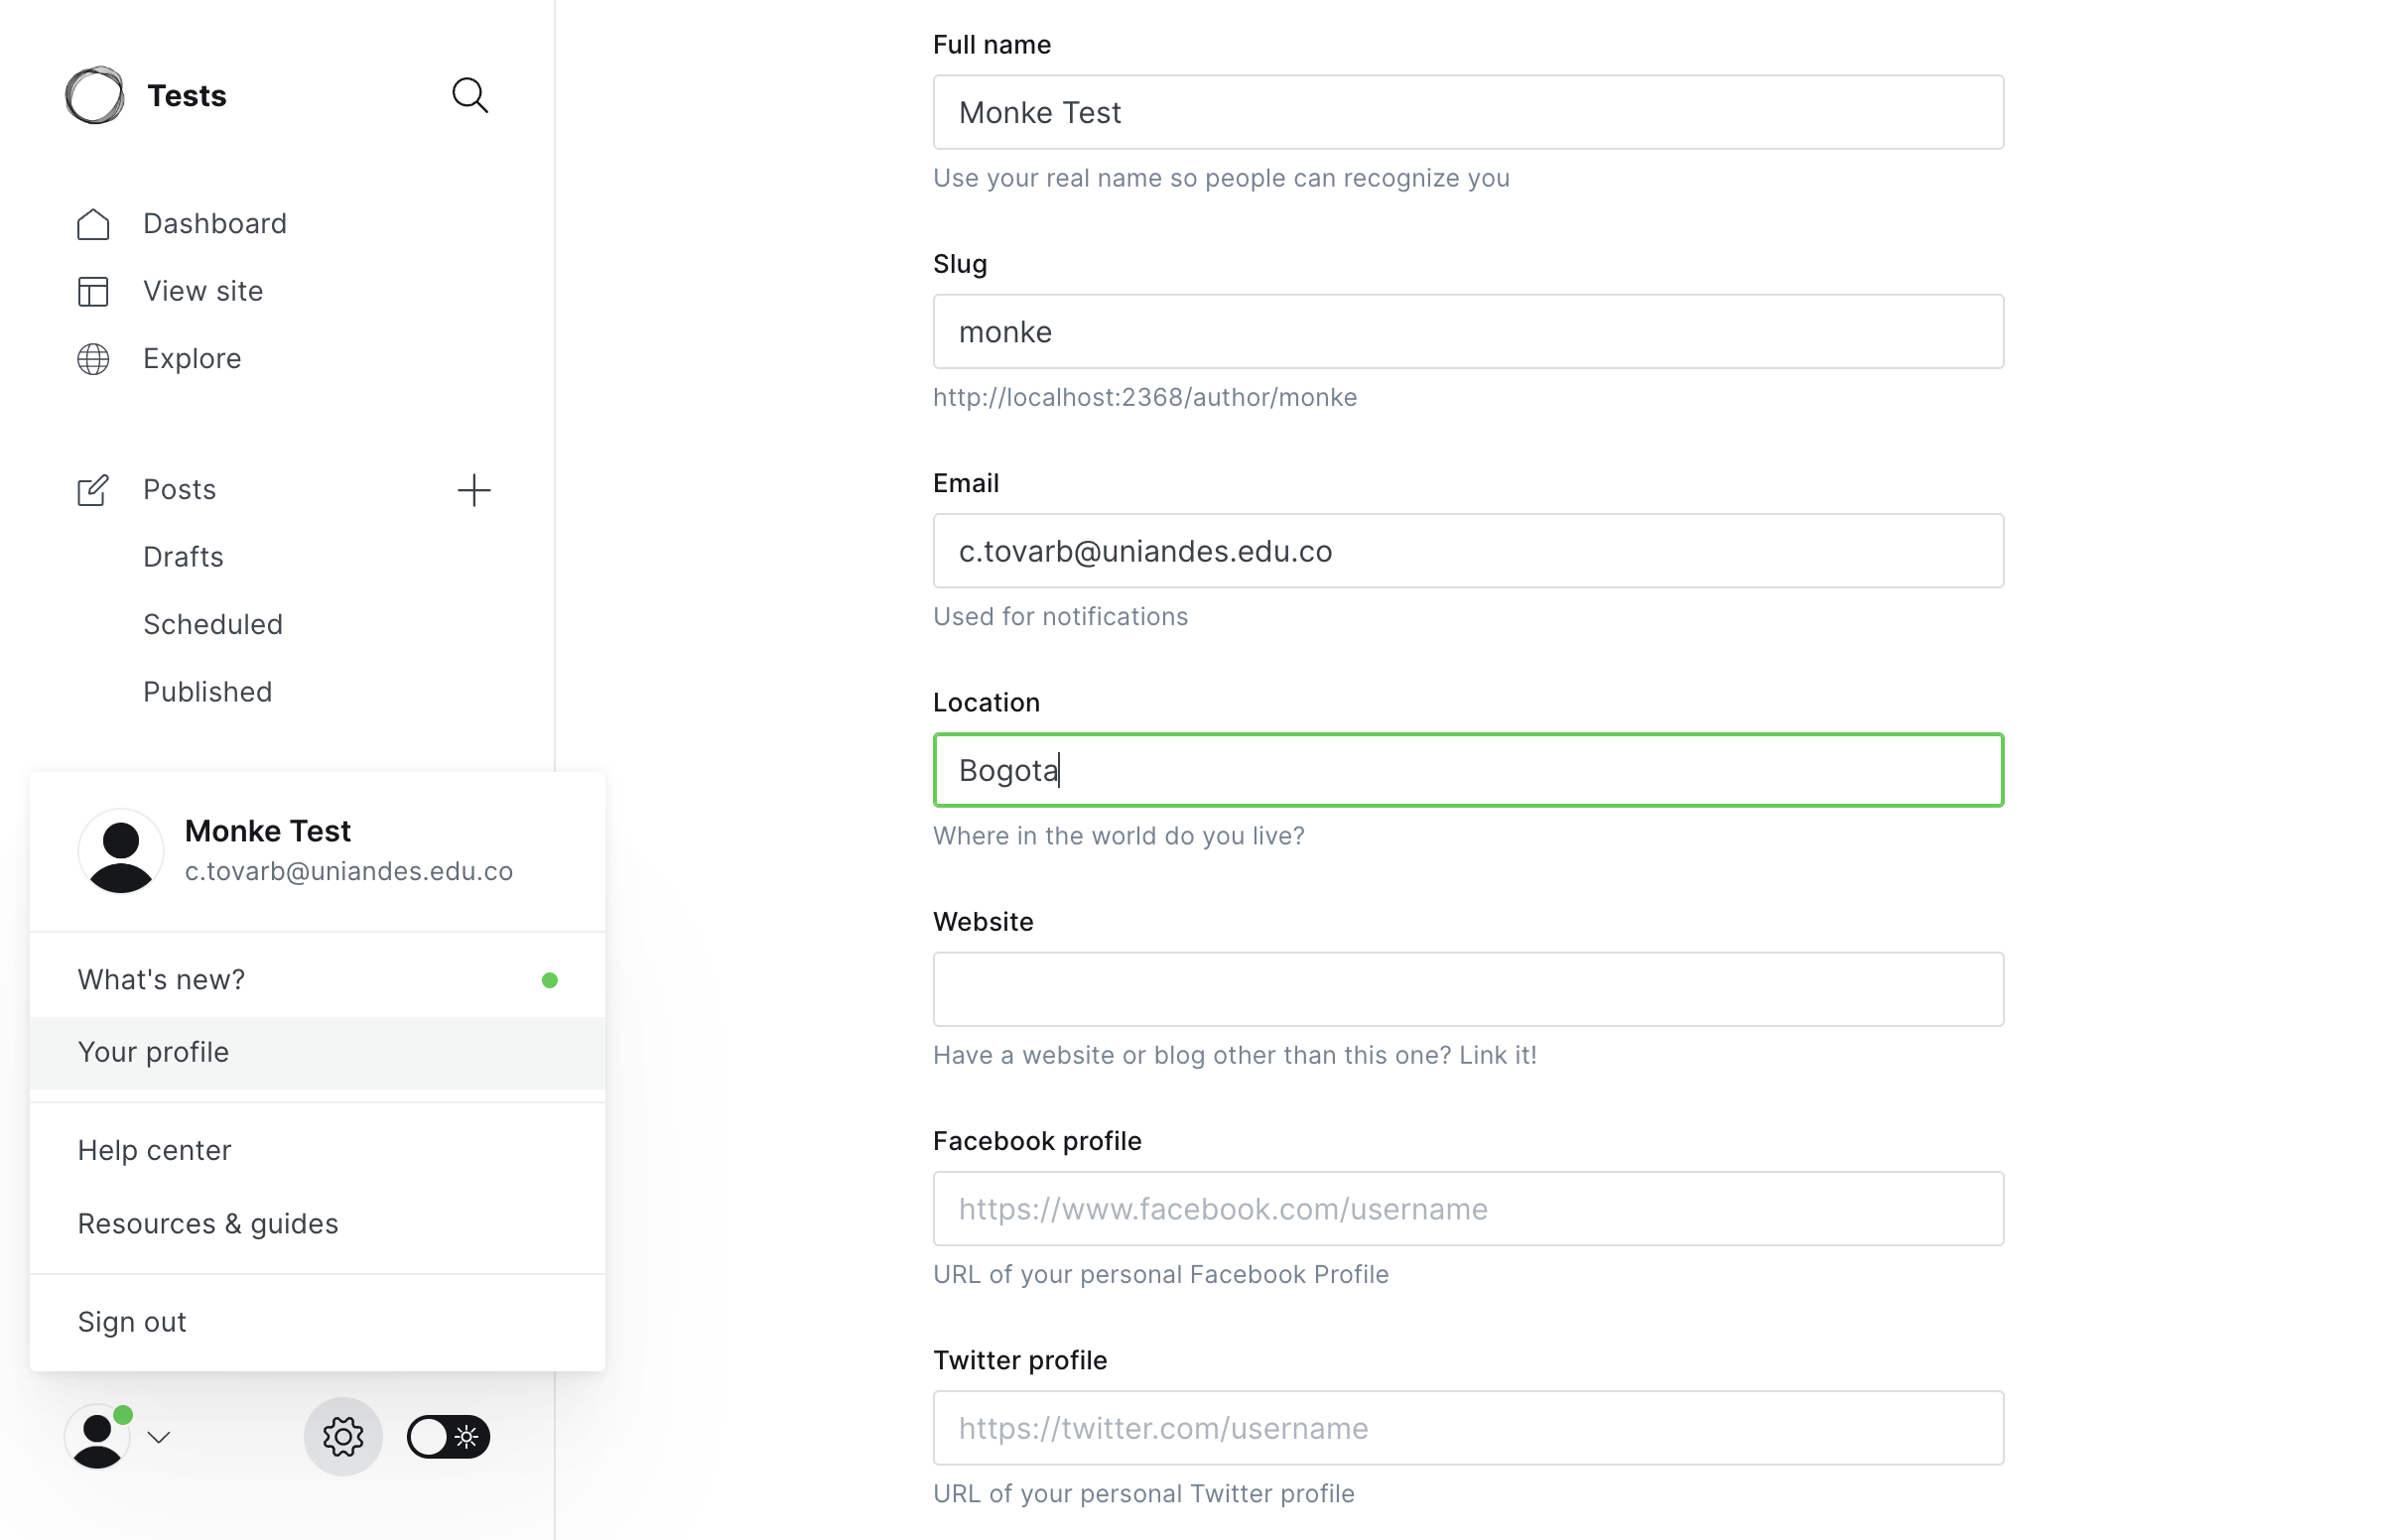 Tests
Dashboard
View site
Explore
Posts
Drafts
Scheduled
Published
Monke Test
c.tovarb@uniandes.edu.co
What's new?
Your profile
Help center
Resources & guides
Sign out
Full name
Monke Test
Use your real name so people can recognize you
Slug
monke
http://localhost:2368/author/monke
Email
c.tovarb@uniandes.edu.co
Used for notifications
Location
Bogota
Where in the world do you live?
Website
Have a website or blog other than this one? Link it!
Facebook profile
https://www.facebook.com/username
URL of your personal Facebook Profile
Twitter profile
https://twitter.com/username
URL of your personal Twitter profile